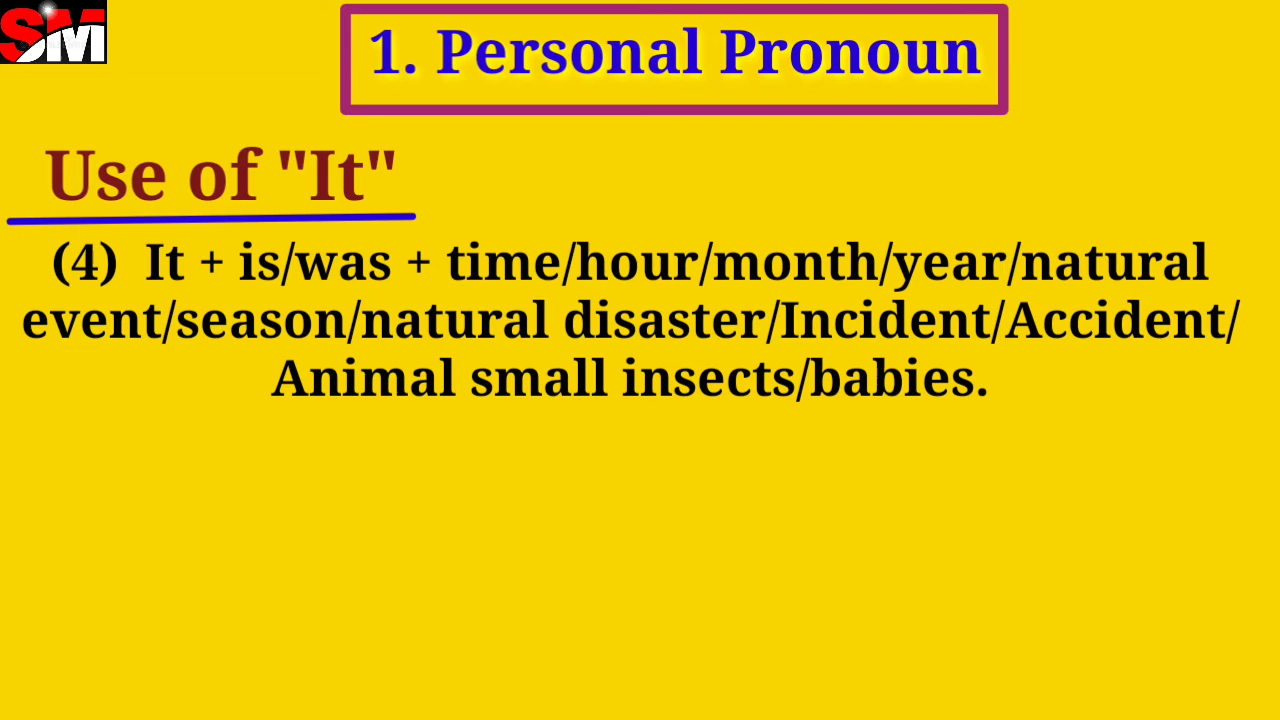 SiM
1. Personal Pronoun
Use of "It"
(4) It + is/was + time/hour/month/year/natural
event/season/natural disaster/Incident/Accident/
Animal small insects/babies.